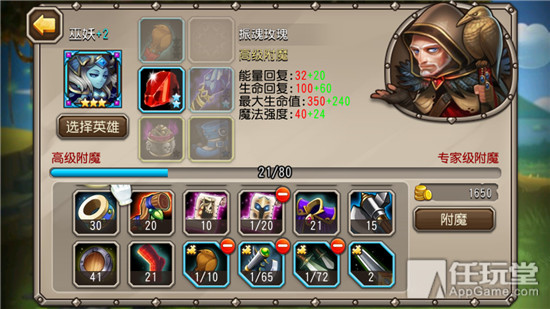 巫妖+2
选择英雄
振魂玫瑰
高级附魔
能量回复:32+20
生命回复:100+60
最大生命值:350+240
魔法强度:40+24
高级附魔
21/80
专家级附魔
30
20
10
1/20
21
15
41
21
1/10
1/65
1/72
2
1650
附魔
任玩堂
AppGame.com